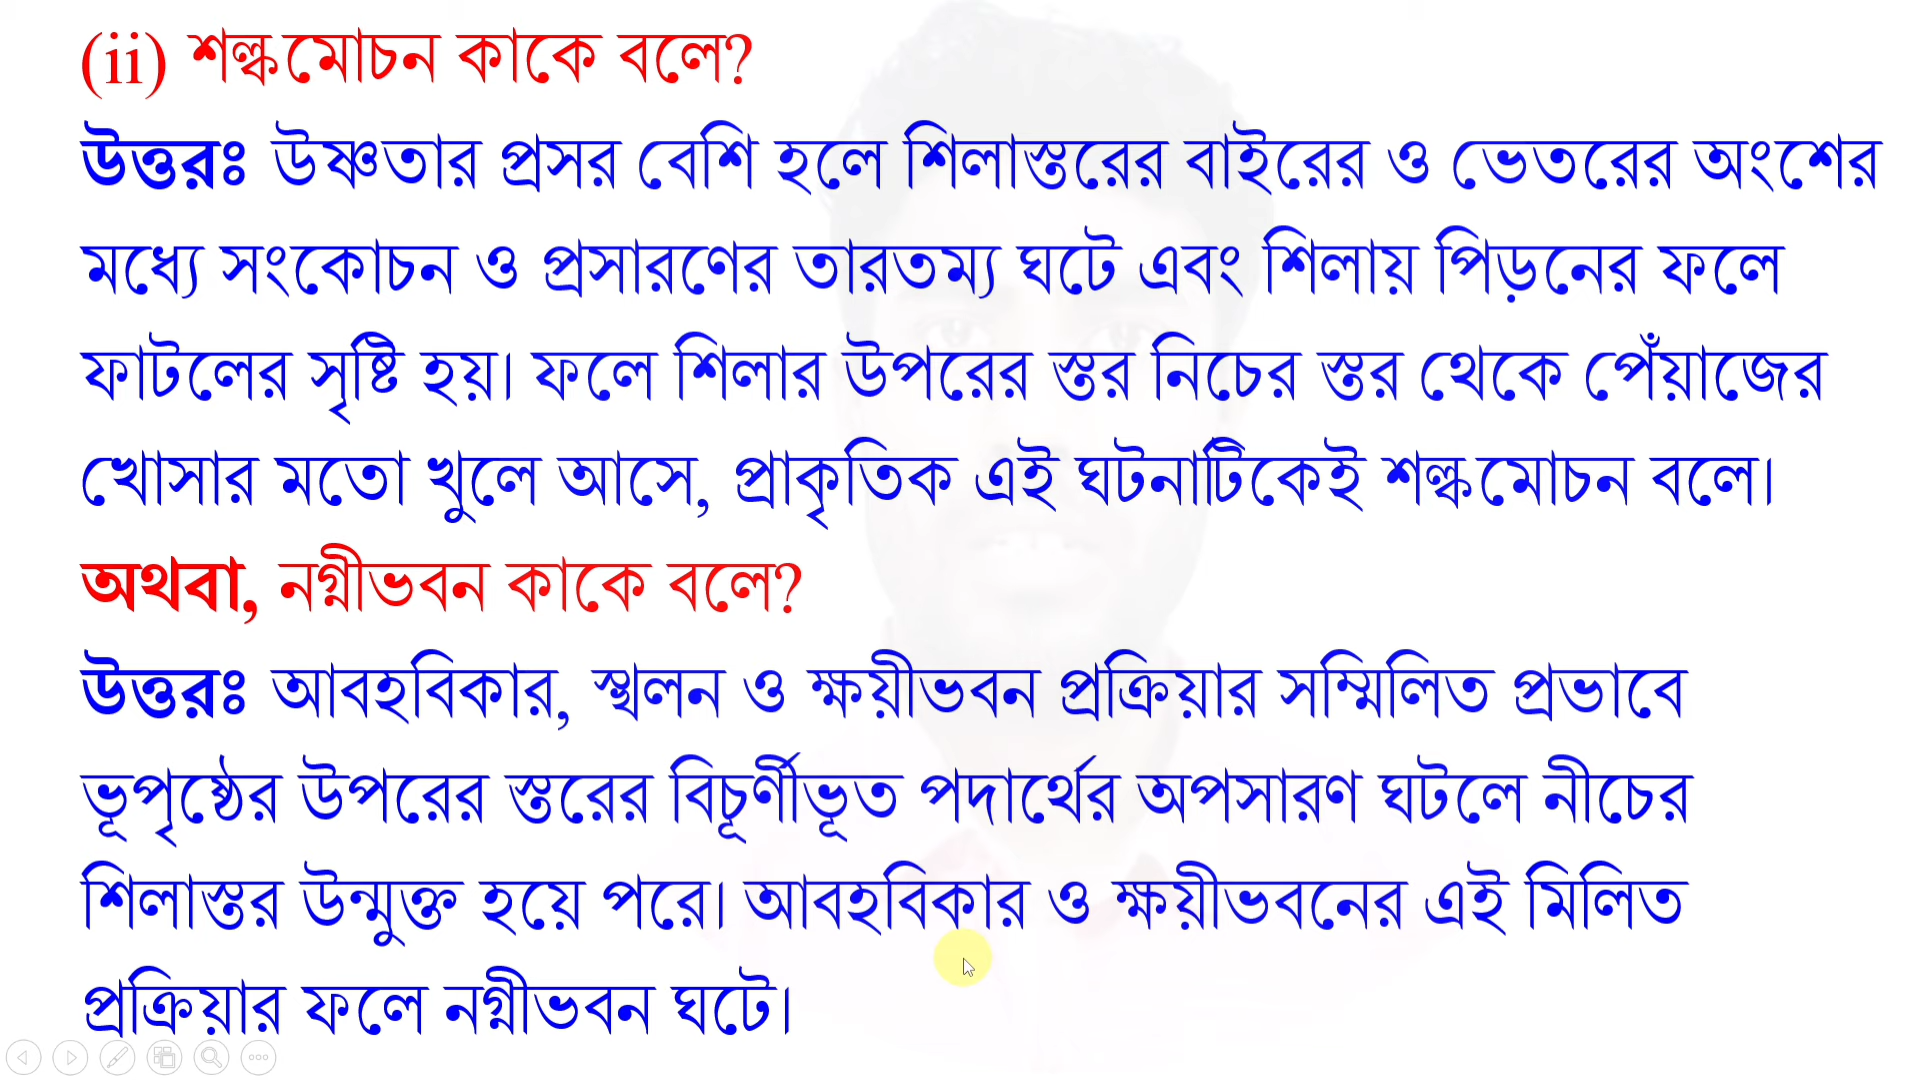 (ii) শল্কমোচন কাকে বলে?
উত্তরঃ উষ্ণতার প্রসর বেশি হলে শিলাস্তরের বাইরের ও ভেতরের অংশের
মধ্যে সংকোচন ও প্রসারণের তারতম্য ঘটে এবং শিলায় পিড়নের ফলে
ফাটলের সৃষ্টি হয়। ফলে শিলার উপরের স্তর নিচের স্তর থেকে পেঁয়াজের
খোসার মতো খুলে আসে, প্রাকৃতিক এই ঘটনাটিকেই শল্কমোচন বলে।
অথবা, নগ্নীভবন কাকে বলে?
উত্তরঃ আবহবিকার, স্খলন ও ক্ষয়ীভবন প্রক্রিয়ার সম্মিলিত প্রভাবে
ভূপৃষ্ঠের উপরের স্তরের বিচূর্ণীভূত পদার্থের অপসারণ ঘটলে নীচের
শিলাস্তর উন্মুক্ত হয়ে পরে। আবহবিকার ও ক্ষয়ীভবনের এই মিলিত
প্রক্রিয়ার ফলে নগ্নীভবন ঘটে।